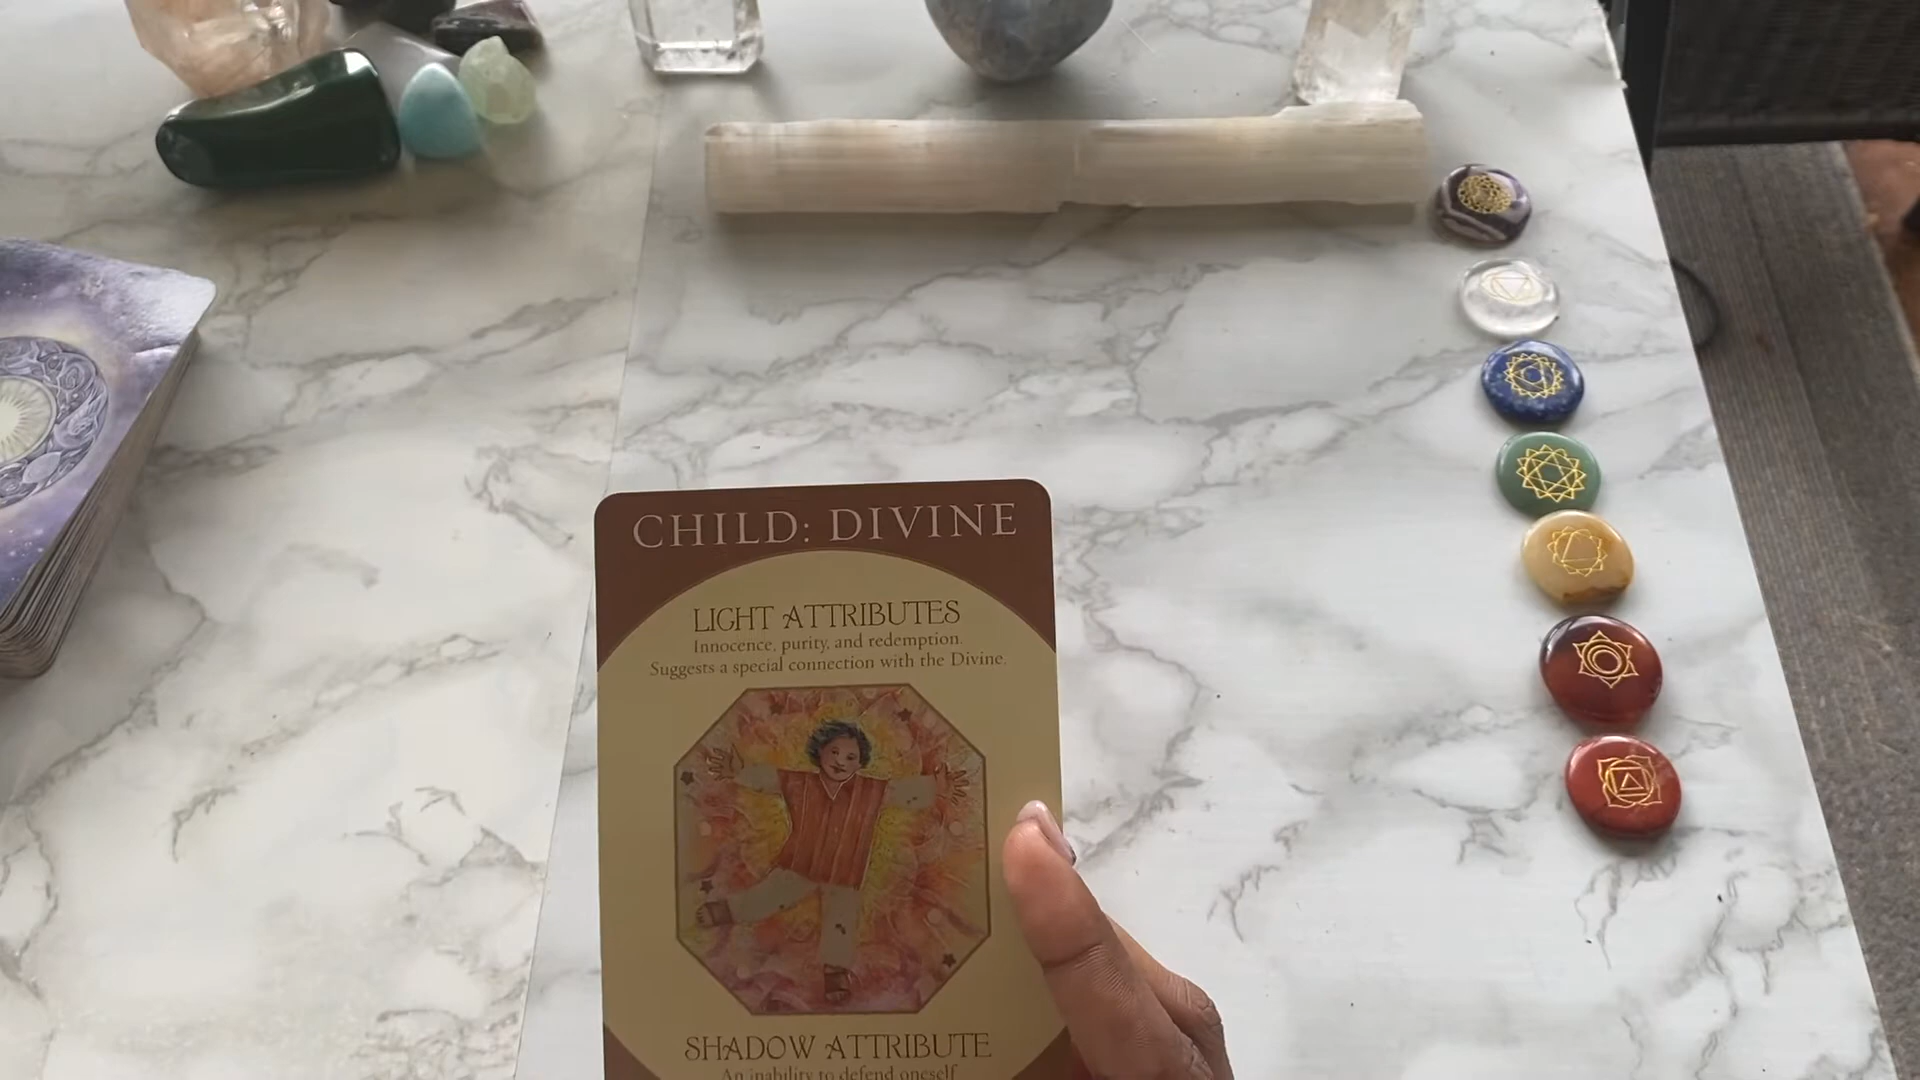 CHILD: DIVINE
LIGHT ATTRIBUTES
Innocence, purity, and redemption.
Suggests a special connection with the Divine.
SHADOW ATTRIBUTE
An inability to defend oneself